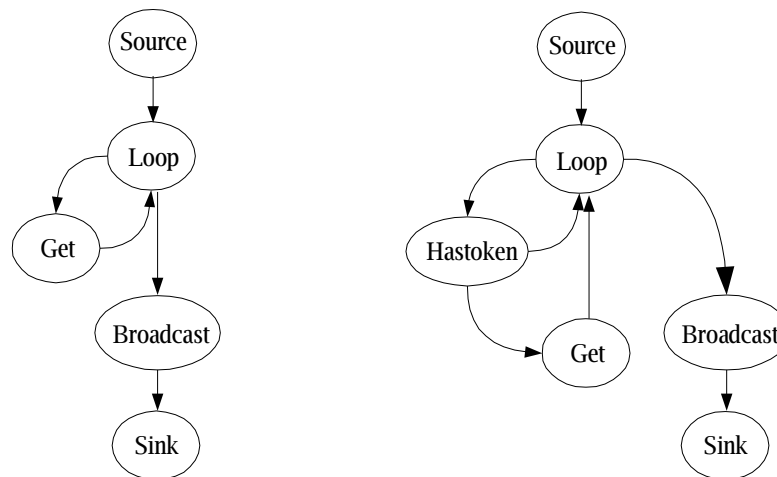 Source
Loop
Get
Broadcast
Sink
Source
Loop
Hastoken
Get
Broadcast
Sink